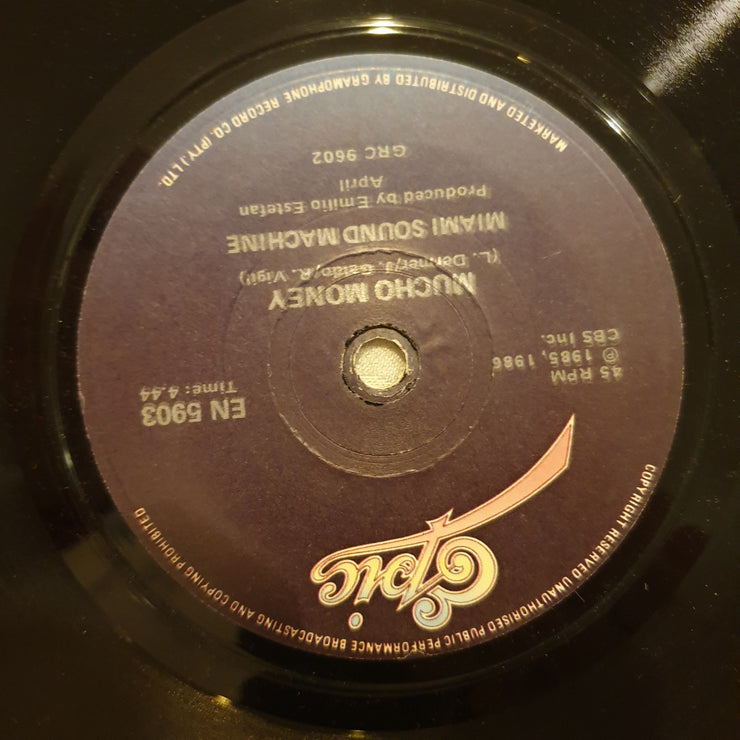 COPYRIGHT RESERVED UNAUTHORISED PUBLIC PERFORMANCE BROADCASTING AND COPYING PROHIBITED
Epic
45 RPM
℗ 1985, 1986
CBS Inc.
EN 5903
Time: 4.44
MUCHO MONEY
(L. Dermer/J. Galdo/R. Vigil)
MIAMI SOUND MACHINE
Produced by Emilio Estefan
April
GRC 9602
MARKETED AND DISTRIBUTED BY GRAMOPHONE RECORD CO. (PTY.) LTD.